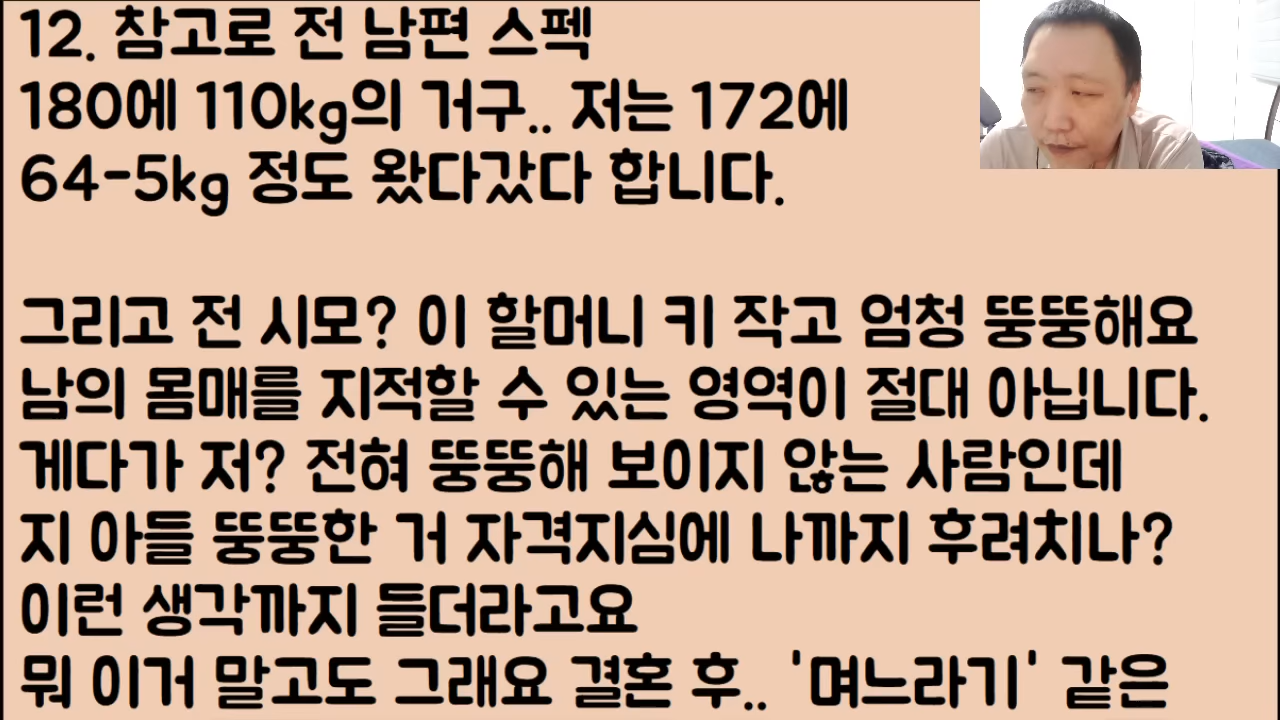 12. 참고로 전 남편 스펙
180에 110kg의 거구.. 저는 172에
64-5kg 정도 왔다갔다 합니다.
그리고 전 시모? 이 할머니 키 작고 엄청 뚱뚱해요
남의 몸매를 지적할 수 있는 영역이 절대 아닙니다.
게다가 저? 전혀 뚱뚱해 보이지 않는 사람인데
지 아들 뚱뚱한 거 자격지심에 나까지 후려치나?
이런 생각까지 들더라고요
뭐 이거 말고도 그래요 결혼 후.. '며느라기' 같은